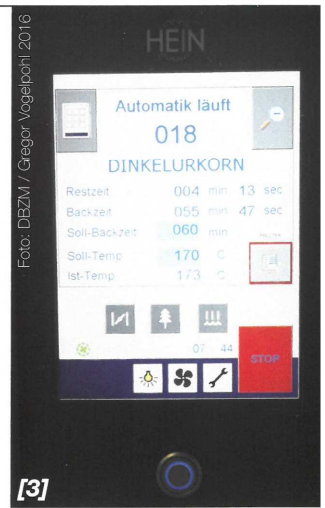 Foto: DBZM / Gregor Vogelpohl 2016
HEIN
Automatik läuft
018
DINKELURKORN
Restzeit 004 min 13 sec
Backzeit 055 min 47 sec
Soll-Backzeit 060 min
Soll-Temp 170 C
Ist-Temp 173 C
07 44
STOP
[3]